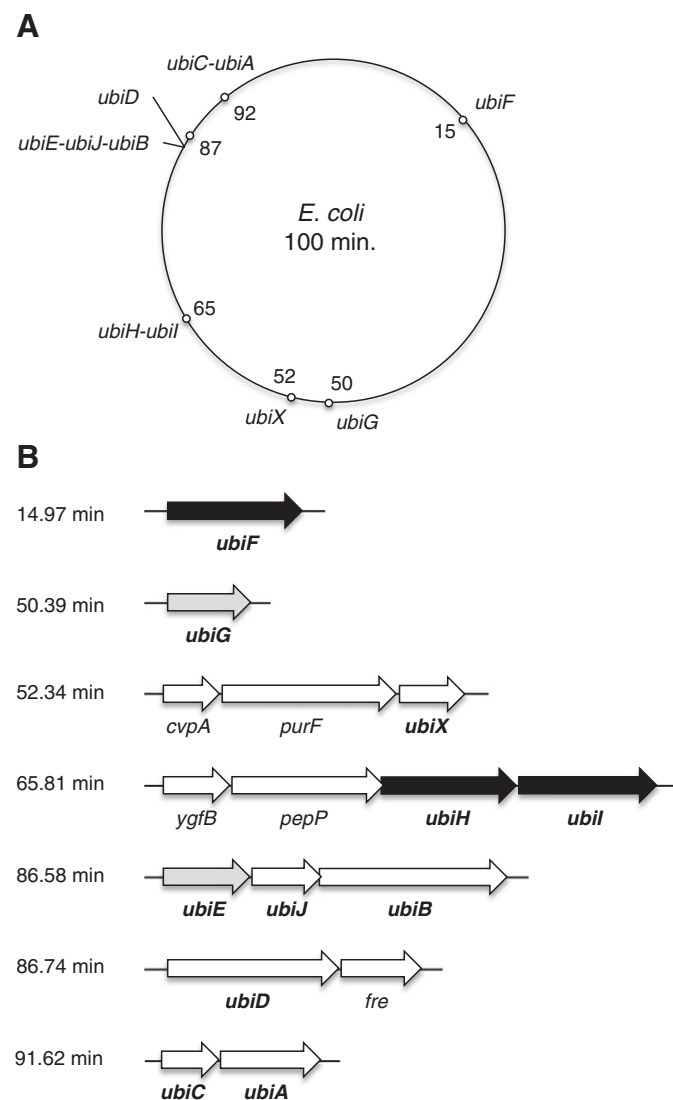 A
ubiC-ubiA
ubiD
92
ubiF
15
ubiE-ubiJ-ubiB
87
E. coli
100 min.
65
ubiH-ubiI
52
50
ubiX
ubiG
B
14.97 min
ubiF
50.39 min
ubiG
52.34 min
cvpA purF ubiX
65.81 min
ygfB pepP ubiH ubiI
86.58 min
ubiE ubiJ ubiB
86.74 min
ubiD fre
91.62 min
ubiC ubiA